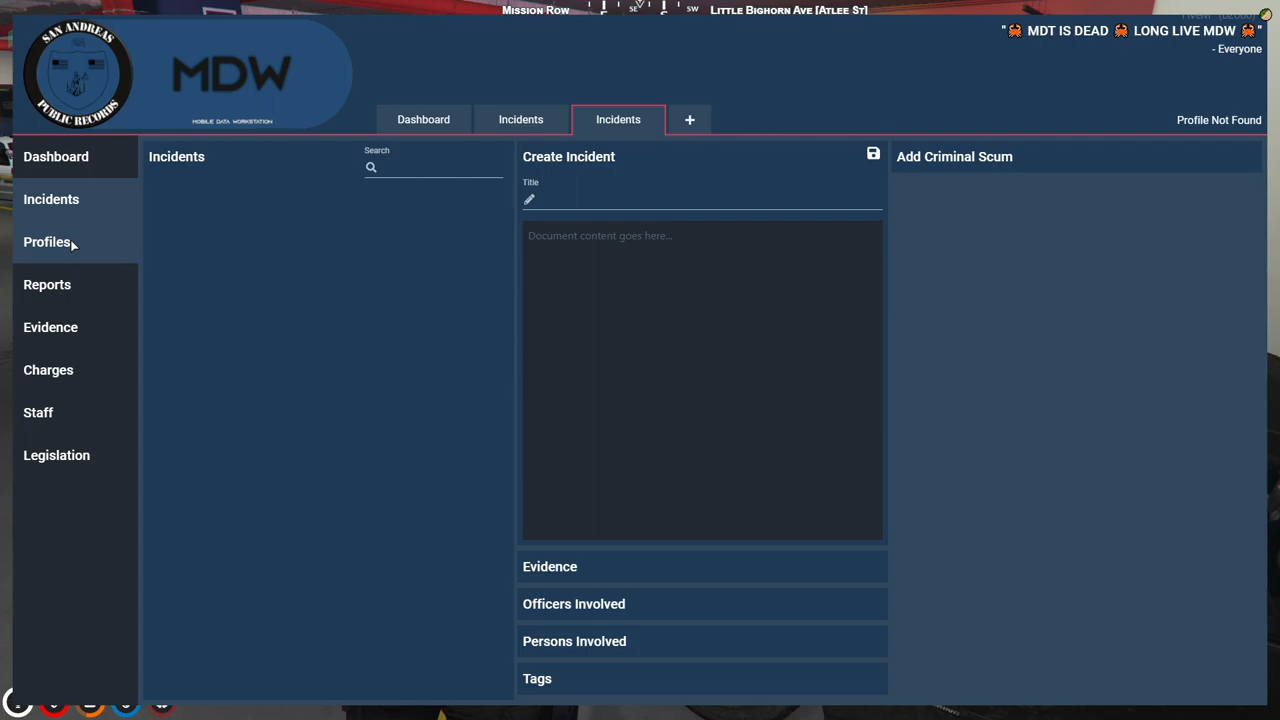 MISSION ROW
SE
SW
LITTLE BIGHORN AVE [ATLEE ST]
SAN ANDREAS
PUBLIC RECORDS
MDW
MOBILE DATA WORKSTATION
" 🦀 MDT IS DEAD 🦀 LONG LIVE MDW 🦀 "
- Everyone
Dashboard
Incidents
Incidents
+
Profile Not Found
Dashboard
Incidents
Profiles
Reports
Evidence
Charges
Staff
Legislation
Incidents
Search
Create Incident
Title
Document content goes here...
Evidence
Officers Involved
Persons Involved
Tags
Add Criminal Scum